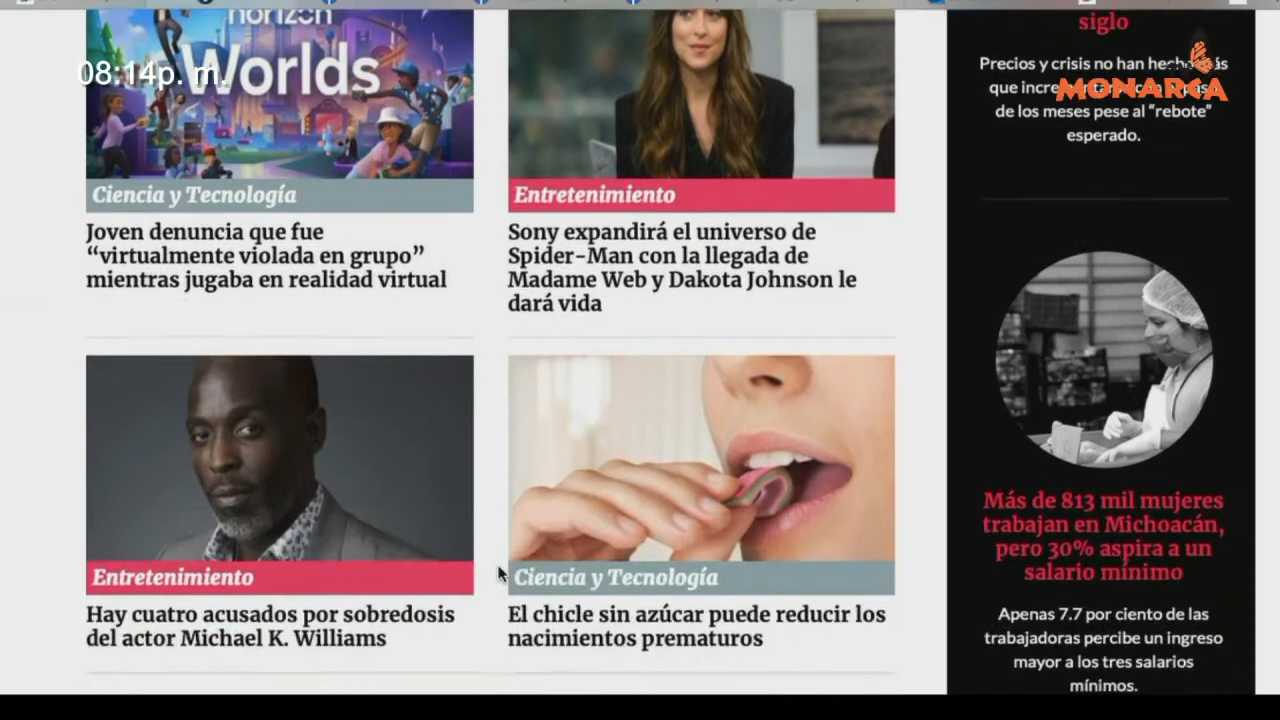 horizon
Worlds
08:14p. m.
Ciencia y Tecnología
Joven denuncia que fue
“virtualmente violada en grupo”
mientras jugaba en realidad virtual
Entretenimiento
Sony expandirá el universo de
Spider-Man con la llegada de
Madame Web y Dakota Johnson le
dará vida
Entretenimiento
Hay cuatro acusados por sobredosis
del actor Michael K. Williams
Ciencia y Tecnología
El chicle sin azúcar puede reducir los
nacimientos prematuros
siglo
Precios y crisis no han
que
de los meses pese al “rebote”
esperado.
MONARCA
Más de 813 mil mujeres
trabajan en Michoacán,
pero 30% aspira a un
salario mínimo
Apenas 7.7 por ciento de las
trabajadoras percibe un ingreso
mayor a los tres salarios
mínimos.